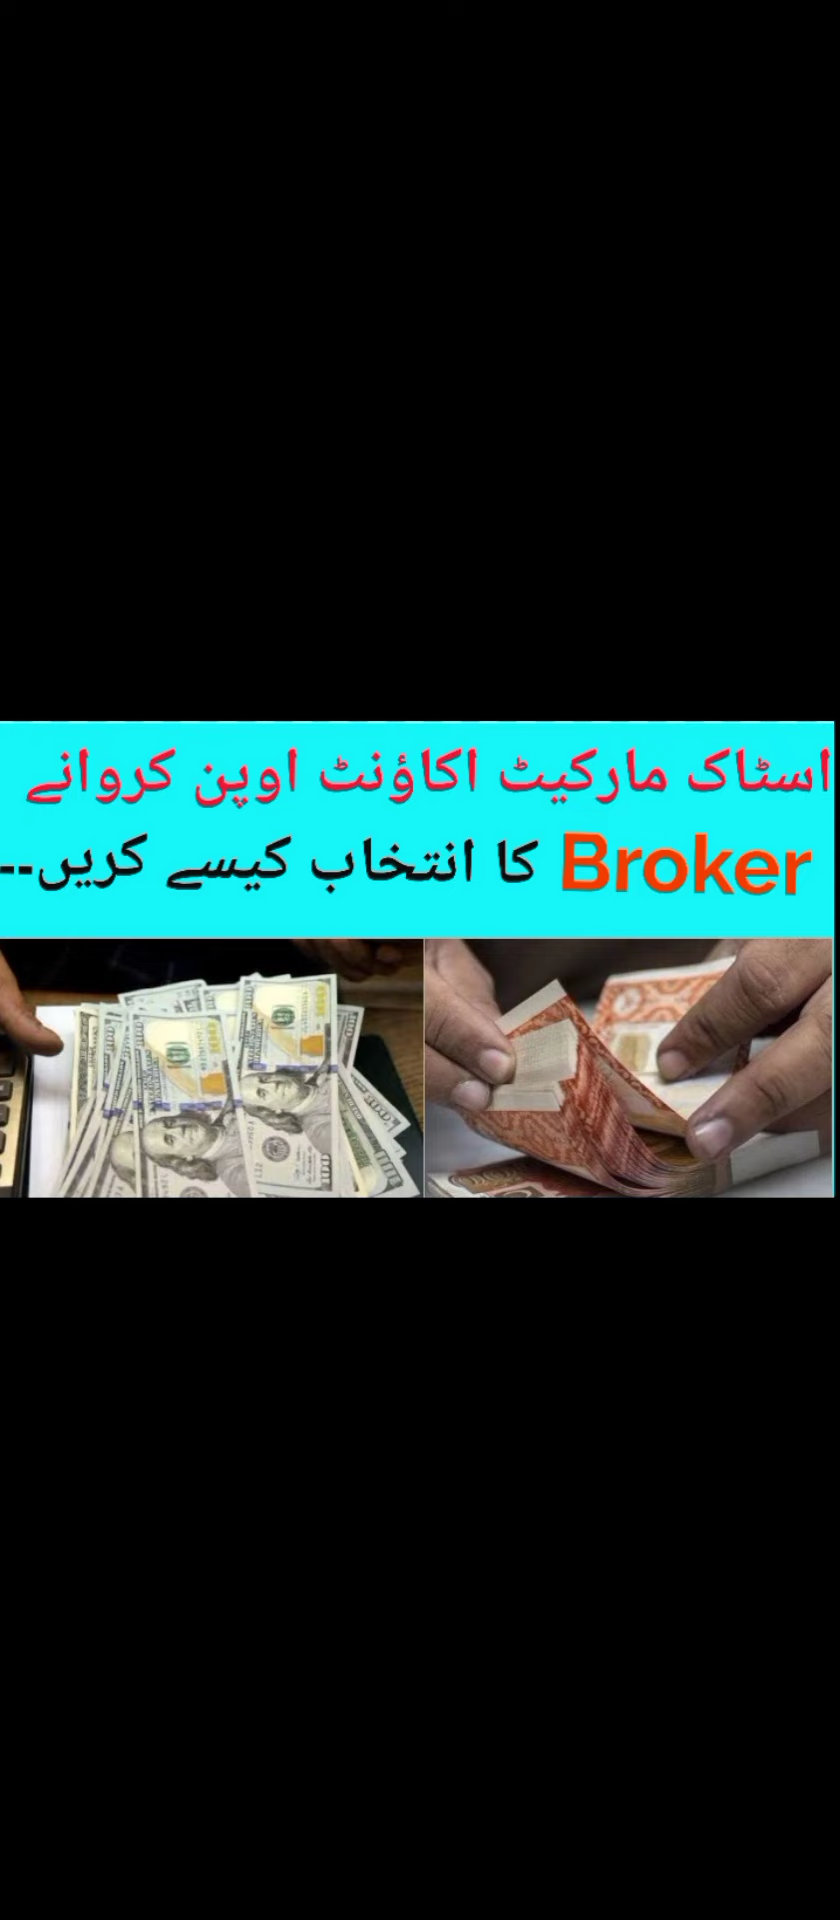 اسٹاک مارکیٹ اکاؤنٹ اوپن کروانے
Broker کا انتخاب کیسے کریں--